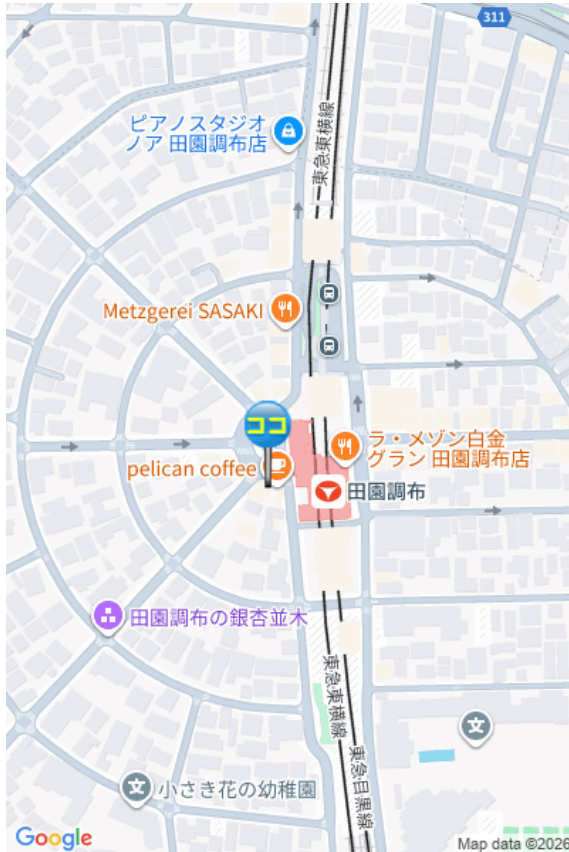 311
ピアノスタジオ
ノア 田園調布店
東急東横線
Metzgerei SASAKI
ココ
ラ・メゾン白金
グラン 田園調布店
pelican coffee
田園調布
田園調布の銀杏並木
東急東横線
東急目黒線
文
小さき花の幼稚園
文
Google
Map data ©2026